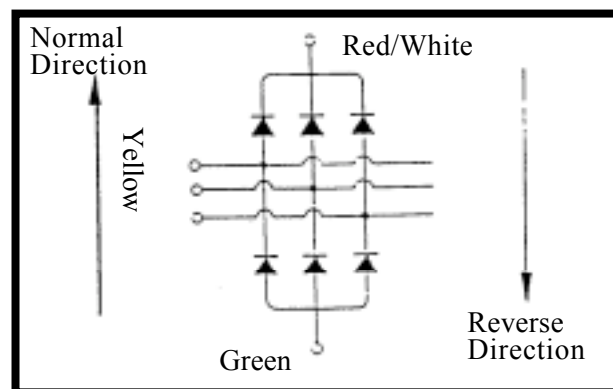 Normal
Direction
Red/White
Yellow
Green
Reverse
Direction